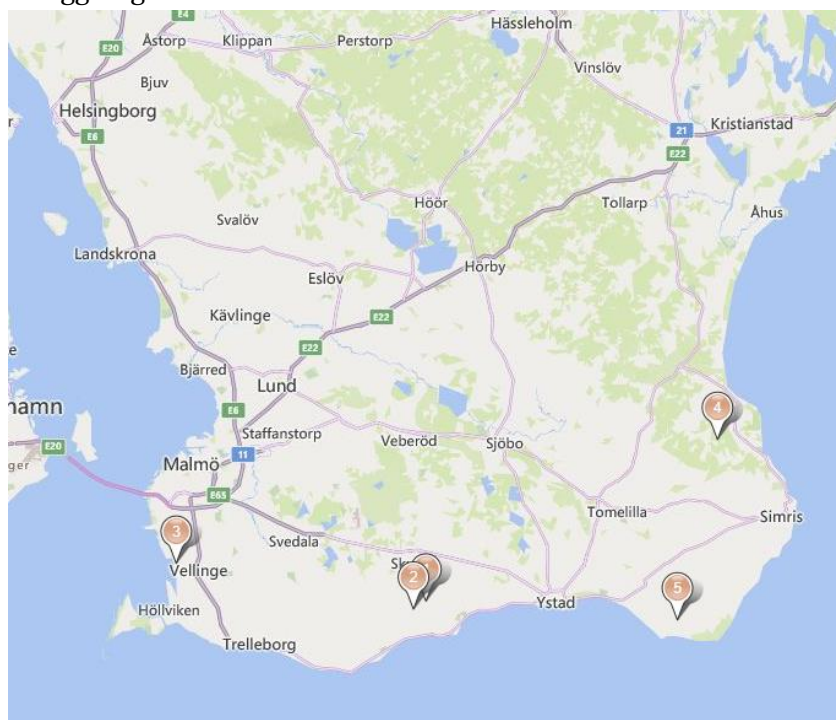 Hässleholm
E4
E20
Åstorp
Klippan
Perstorp
Vinslöv
Bjuv
Helsingborg
21
Kristianstad
E6
E22
Höör
Tollarp
Åhus
Svalöv
Landskrona
Hörby
Eslöv
Kävlinge
E22
E22
Bjärred
Lund
hamn
E6
4
Staffanstorp
Veberöd
Sjöbo
E20
11
Malmö
E65
Tomelilla
Simris
3
Svedala
Vellinge
Sk
2
5
Ystad
Höllviken
Trelleborg